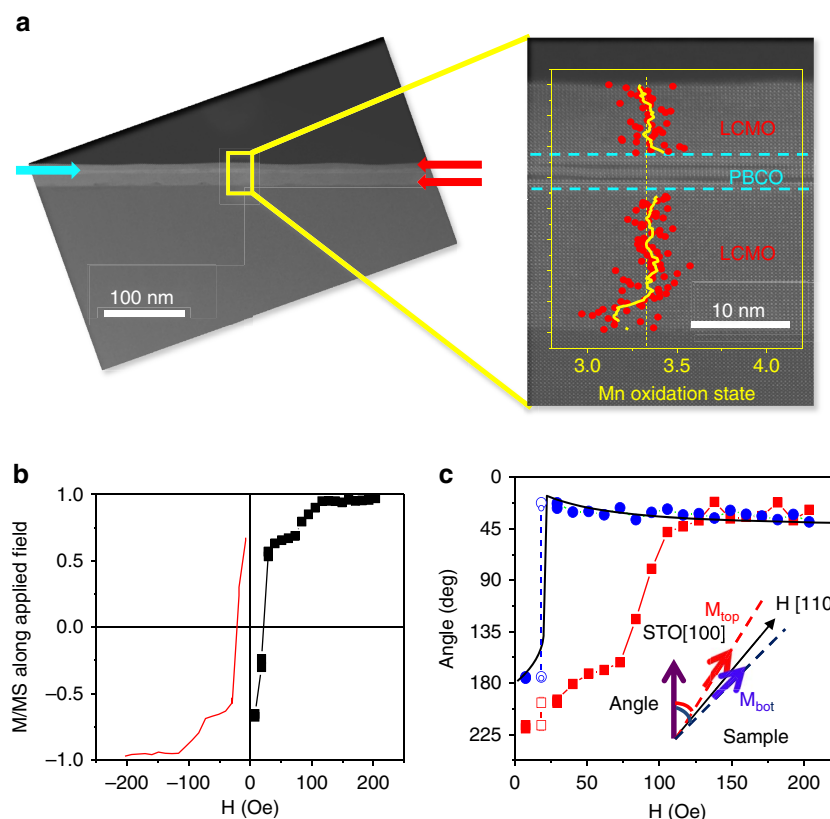 a
LCMO
PBCO
LCMO
100 nm
10 nm
3.0 3.5 4.0
Mn oxidation state
b
1.0
0.5
0.0
−0.5
−1.0
M/MS along applied field
−200 −100 0 100 200
H (Oe)
c
0
45
90
135
180
225
Angle (deg)
0 50 100 150 200
H (Oe)
M_top
H [110
STO[100]
M_bot
Angle
Sample